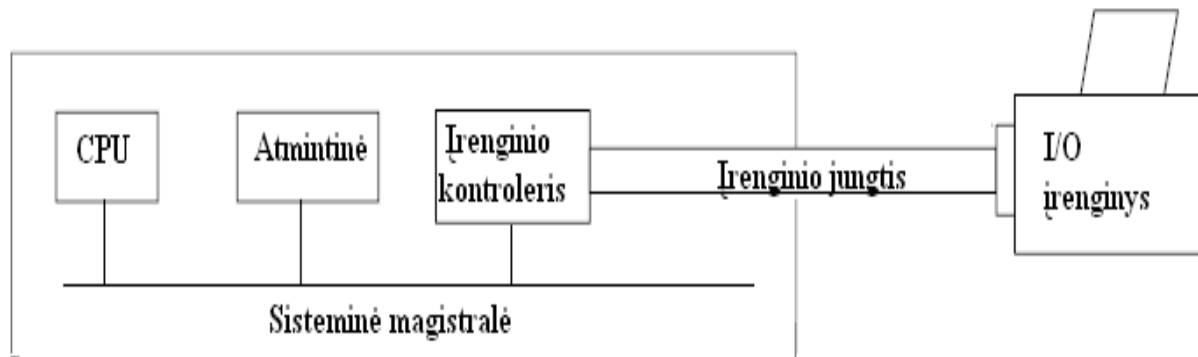 CPU
Atmintinė
Įrenginio
kontroleris
Įrenginio jungtis
I/O
įrenginys
Sisteminė magistralė